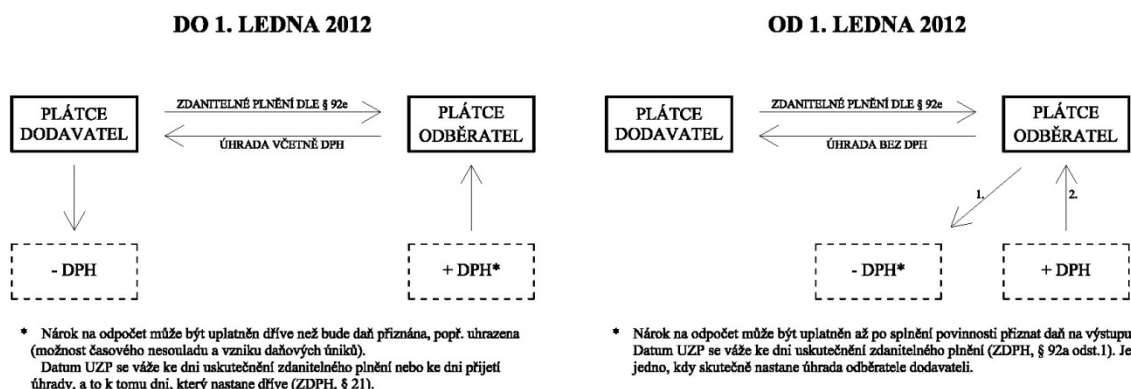 DO 1. LEDNA 2012
PLÁTCE
DODAVATEL
ZDANITELNÉ PLNĚNÍ DLE § 92e
ÚHRADA VČETNĚ DPH
PLÁTCE
ODBĚRATEL
- DPH
+ DPH*
* Nárok na odpočet může být uplatněn dříve než bude daň přiznána, popř. uhrazena
(možnost časového nesouladu a vzniku daňových úniků).
Datum UZP se váže ke dni uskutečnění zdanitelného plnění nebo ke dni přijetí
úhrady, a to k tomu dni, který nastane dříve (ZDPH, § 21).
OD 1. LEDNA 2012
PLÁTCE
DODAVATEL
ZDANITELNÉ PLNĚNÍ DLE § 92e
ÚHRADA BEZ DPH
PLÁTCE
ODBĚRATEL
1.
2.
- DPH*
+ DPH
* Nárok na odpočet může být uplatněn až po splnění povinnosti přiznat daň na výstupu
Datum UZP se váže ke dni uskutečnění zdanitelného plnění (ZDPH, § 92a odst.1). Je
jedno, kdy skutečně nastane úhrada odběratele dodavateli.